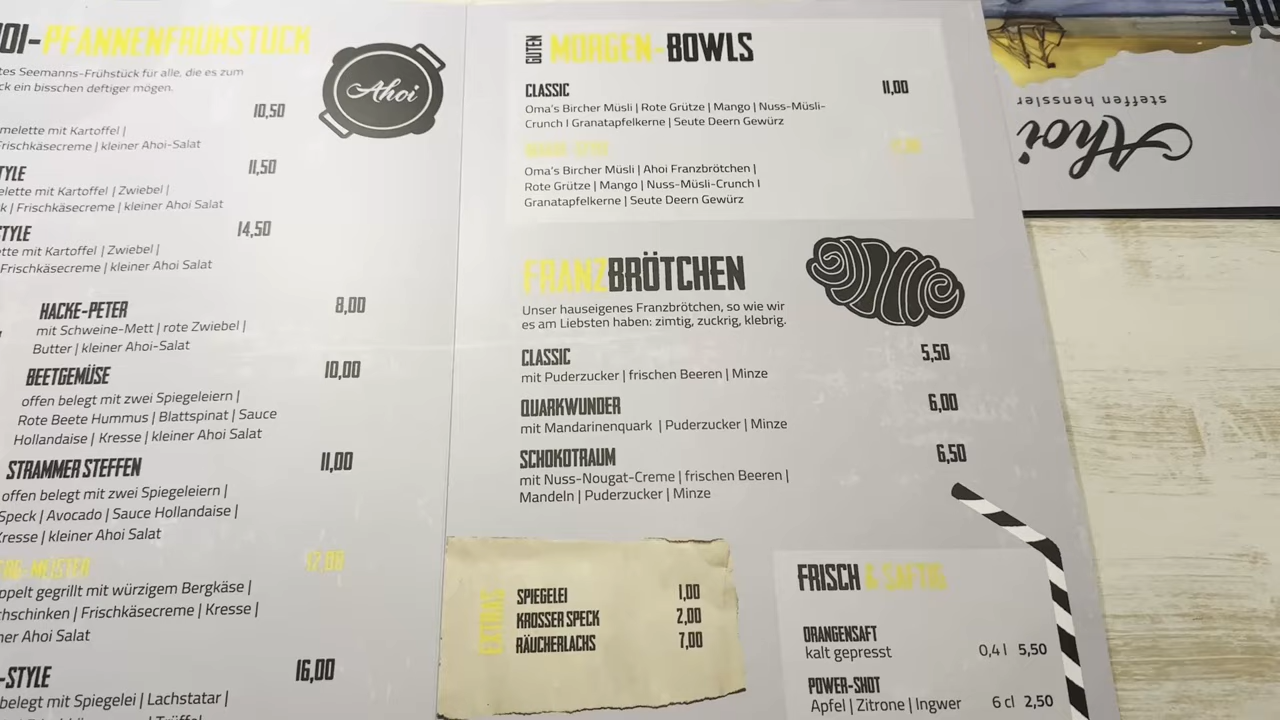 OI-PFANNENFRÜHSTÜCK
tes Seemanns-Frühstück für alle, die es zum
ck ein bisschen deftiger mögen.
Ahoi
10,50
melette mit Kartoffel |
Frischkäsecreme | kleiner Ahoi-Salat
TYLE 11,50
elette mit Kartoffel | Zwiebel |
k | Frischkäsecreme | kleiner Ahoi Salat
STYLE 14,50
ette mit Kartoffel | Zwiebel |
Frischkäsecreme | kleiner Ahoi Salat
HACKE-PETER 8,00
mit Schweine-Mett | rote Zwiebel |
Butter | kleiner Ahoi-Salat
BEETGEMÜSE 10,00
offen belegt mit zwei Spiegeleiern |
Rote Beete Hummus | Blattspinat | Sauce
Hollandaise | Kresse | kleiner Ahoi Salat
STRAMMER STEFFEN 11,00
offen belegt mit zwei Spiegeleiern |
Speck | Avocado | Sauce Hollandaise |
Kresse | kleiner Ahoi Salat
ppelt gegrillt mit würzigem Bergkäse |
hschinken | Frischkäsecreme | Kresse |
ner Ahoi Salat
-STYLE 16,00
belegt mit Spiegelei | Lachstatar |
GUTEN MORGEN-BOWLS
CLASSIC 11,00
Oma's Bircher Müsli | Rote Grütze | Mango | Nuss-Müsli-
Crunch I Granatapfelkerne | Seute Deern Gewürz
Oma's Bircher Müsli | Ahoi Franzbrötchen |
Rote Grütze | Mango | Nuss-Müsli-Crunch I
Granatapfelkerne | Seute Deern Gewürz
FRANZBRÖTCHEN
Unser hauseigenes Franzbrötchen, so wie wir
es am Liebsten haben: zimtig, zuckrig, klebrig.
CLASSIC 5,50
mit Puderzucker | frischen Beeren | Minze
QUARKWUNDER 6,00
mit Mandarinenquark | Puderzucker | Minze
SCHOKOTRAUM 6,50
mit Nuss-Nougat-Creme | frischen Beeren |
Mandeln | Puderzucker | Minze
EXTRAS
SPIEGELEI 1,00
KROSSER SPECK 2,00
RÄUCHERLACHS 7,00
FRISCH & SAFTIG
ORANGENSAFT
kalt gepresst 0,4 l 5,50
POWER-SHOT
Apfel | Zitrone | Ingwer 6 cl 2,50
Ahoi
steffen henssler